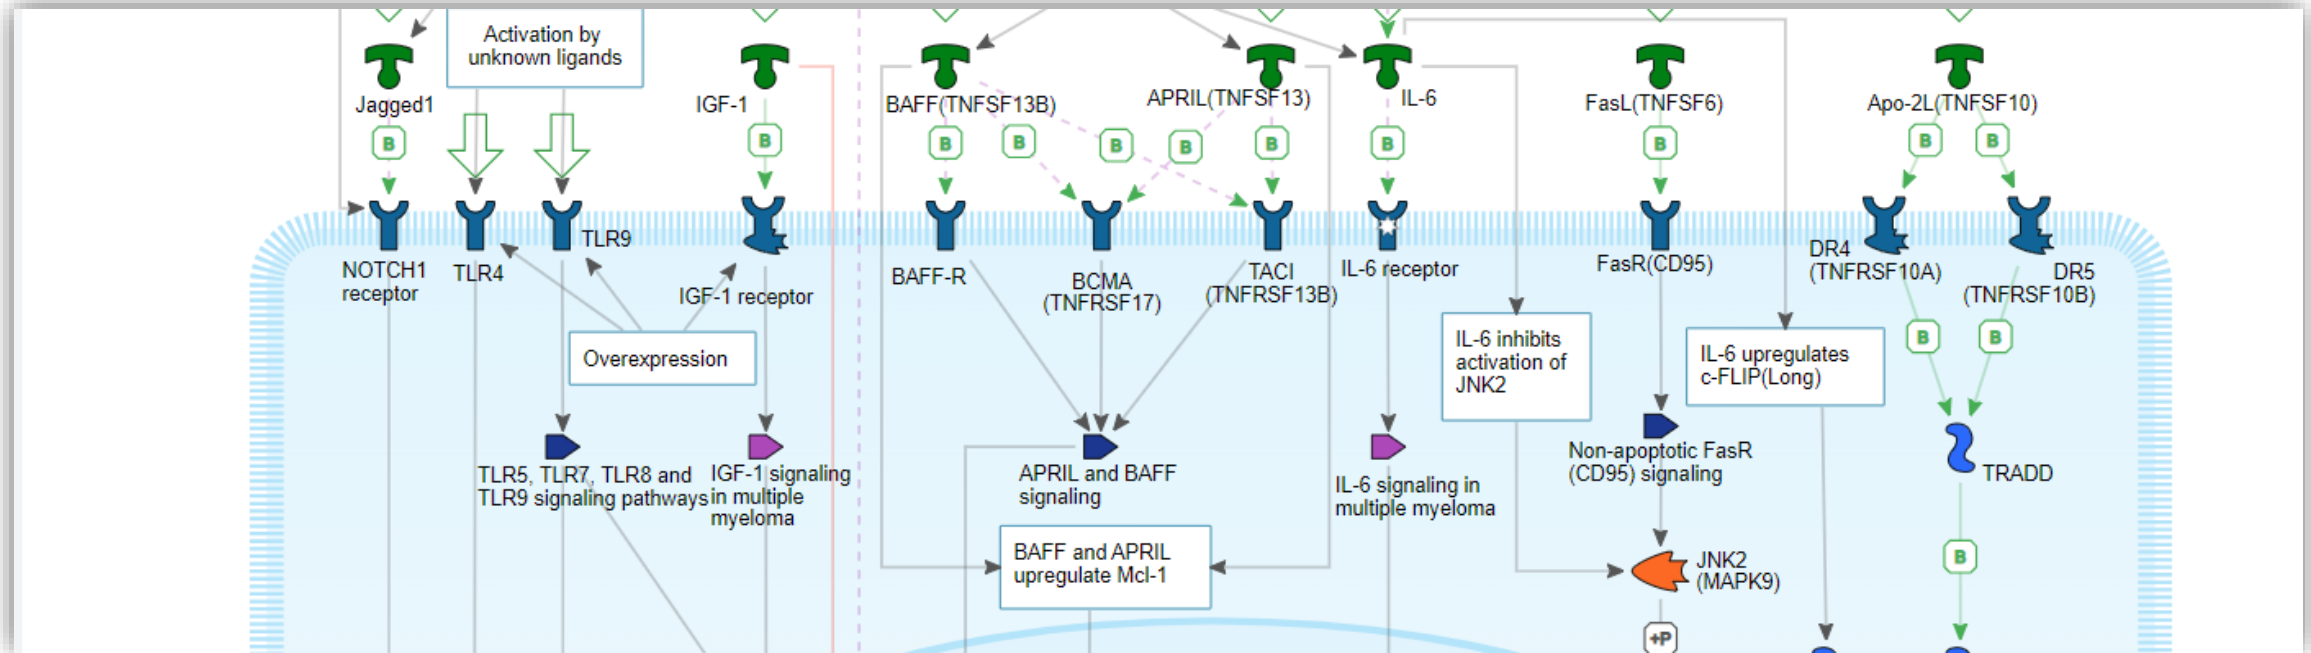 Activation by
unknown ligands
Jagged1
IGF-1
BAFF(TNFSF13B)
APRIL(TNFSF13)
IL-6
FasL(TNFSF6)
Apo-2L(TNFSF10)
B
B
B
B
B
B
B
B
B
B
B
NOTCH1
receptor
TLR4
TLR9
IGF-1 receptor
BAFF-R
BCMA
(TNFRSF17)
TACI
(TNFRSF13B)
IL-6 receptor
FasR(CD95)
DR4
(TNFRSF10A)
DR5
(TNFRSF10B)
Overexpression
IL-6 inhibits
activation of
JNK2
IL-6 upregulates
c-FLIP(Long)
B
B
TLR5, TLR7, TLR8 and
TLR9 signaling pathways
IGF-1 signaling
in multiple
myeloma
APRIL and BAFF
signaling
IL-6 signaling in
multiple myeloma
Non-apoptotic FasR
(CD95) signaling
TRADD
BAFF and APRIL
upregulate Mcl-1
JNK2
(MAPK9)
B
+P